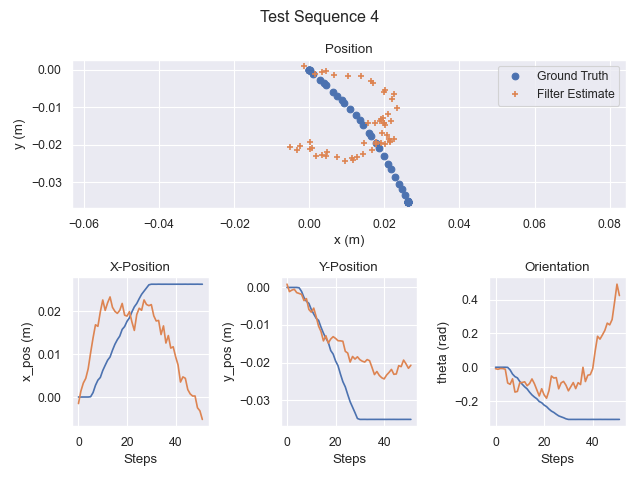 Test Sequence 4
Position
Ground Truth
Filter Estimate
0.00
−0.01
−0.02
−0.03
y (m)
−0.06
−0.04
−0.02
0.00
0.02
0.04
0.06
0.08
x (m)
X-Position
0.02
0.01
0.00
x_pos (m)
0
20
40
Steps
Y-Position
0.00
−0.01
−0.02
−0.03
y_pos (m)
0
20
40
Steps
Orientation
0.4
0.2
0.0
−0.2
theta (rad)
0
20
40
Steps